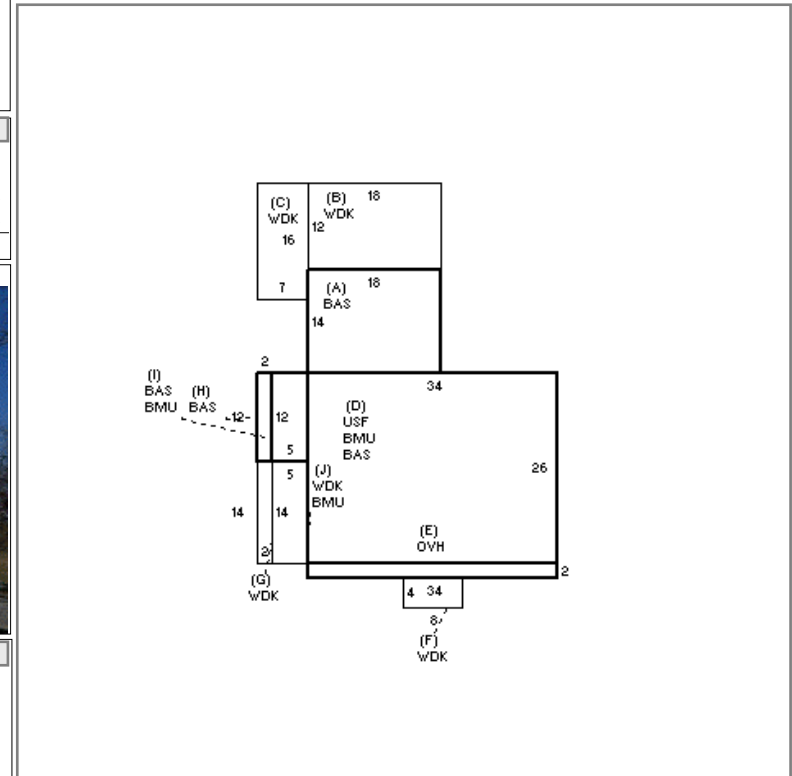 (C)
WDK
16
7
(B)
WDK
18
12
(A)
BAS
18
14
2
(I)
BAS
BMU
(H)
BAS
12
12
5
34
(D)
USF
BMU
BAS
26
5
(J)
WDK
BMU
14
14
2
(G)
WDK
(E)
OVH
2
4
34
8
(F)
WDK